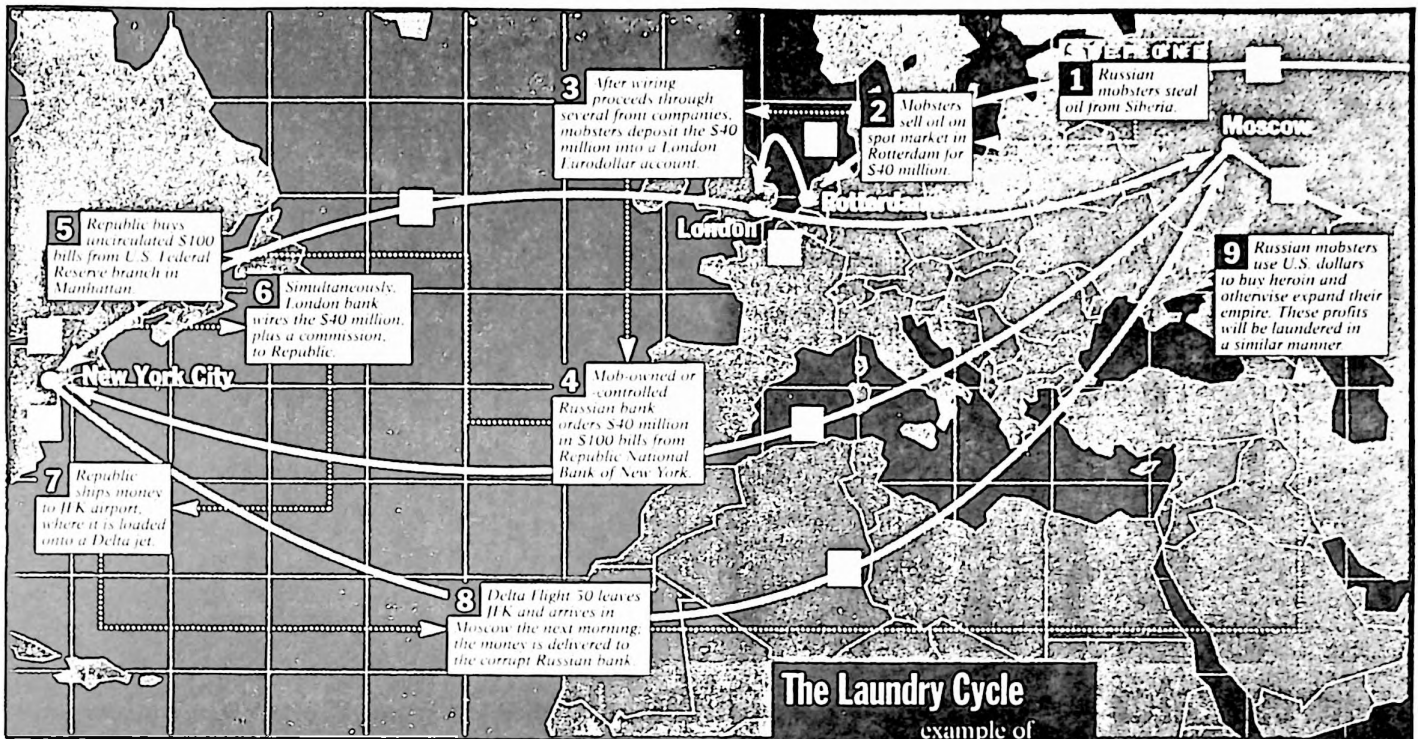 1 Russian
mobsters steal
oil from Siberia.
Moscow
2 Mobsters
sell oil on
spot market in
Rotterdam for
$40 million.
Rotterdam
3 After wiring
proceeds through
several front companies,
mobsters deposit the $40
million into a London
Eurodollar account.
London
4 Mob-owned or
-controlled
Russian bank
orders $40 million
in $100 bills from
Republic National
Bank of New York.
5 Republic buys
uncirculated $100
bills from U.S. Federal
Reserve branch in
Manhattan.
6 Simultaneously,
London bank
wires the $40 million,
plus a commission,
to Republic.
New York City
7 Republic
ships money
to JFK airport,
where it is loaded
onto a Delta jet.
8 Delta Flight 30 leaves
JFK and arrives in
Moscow the next morning;
the money is delivered to
the corrupt Russian bank.
9 Russian mobsters
use U.S. dollars
to buy heroin and
otherwise expand their
empire. These profits
will be laundered in
a similar manner.
The Laundry Cycle
example of